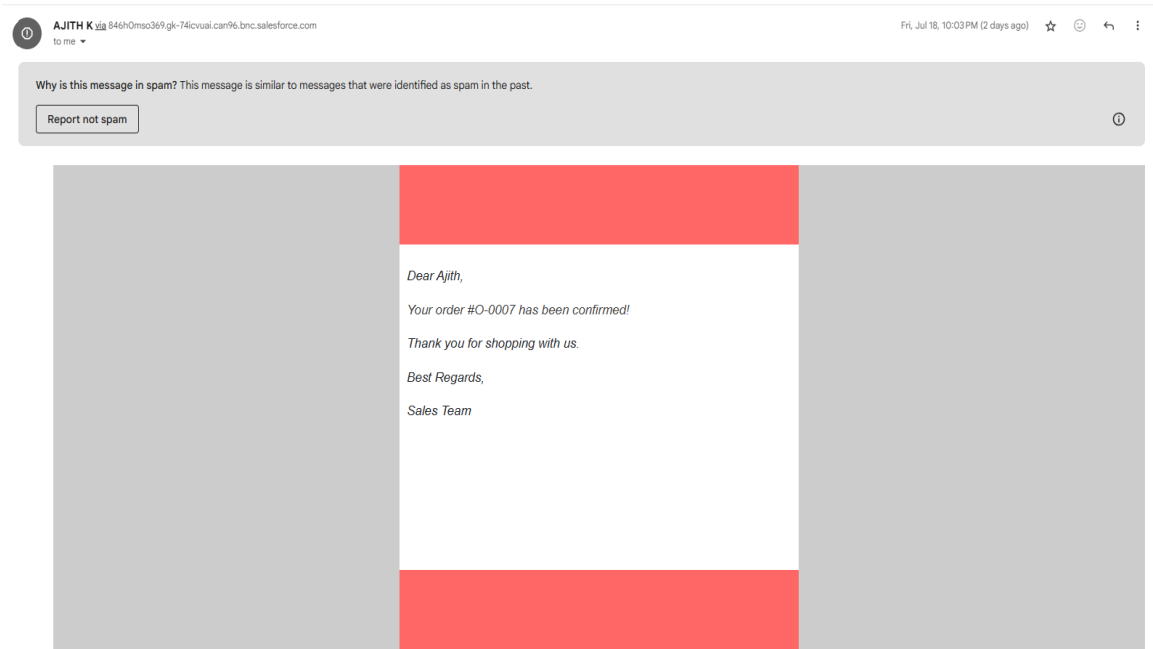 AJITH K via 846h0mso369.gk-74icvuai.can96.bnc.salesforce.com
Fri, Jul 18, 10:03 PM (2 days ago)
to me
Why is this message in spam? This message is similar to messages that were identified as spam in the past.
Report not spam
Dear Ajith,
Your order #O-0007 has been confirmed!
Thank you for shopping with us.
Best Regards,
Sales Team